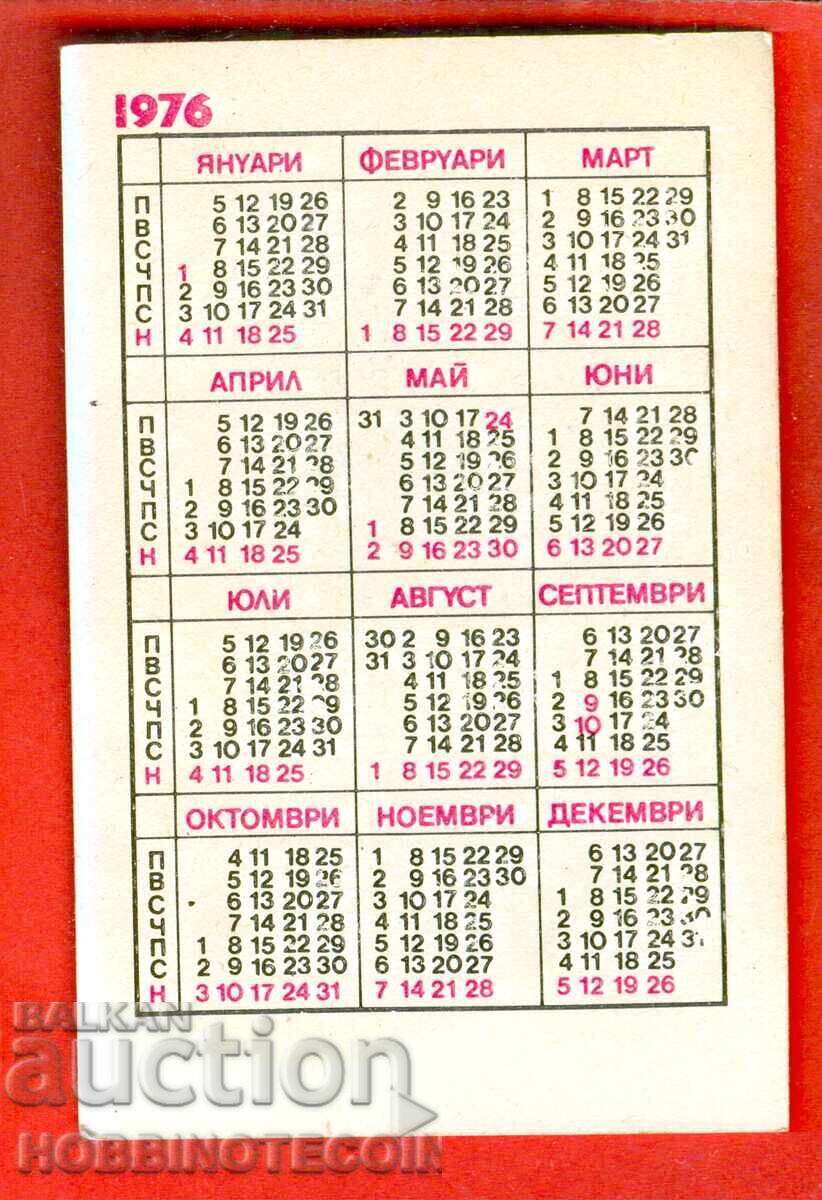 1976
ЯНУАРИ ФЕВРУАРИ МАРТ
П 5 12 19 26 2 9 16 23 1 8 15 22 29
В 6 13 20 27 3 10 17 24 2 9 16 23 30
С 7 14 21 28 4 11 18 25 3 10 17 24 31
Ч 1 8 15 22 29 5 12 19 26 4 11 18 25
П 2 9 16 23 30 6 13 20 27 5 12 19 26
С 3 10 17 24 31 7 14 21 28 6 13 20 27
Н 4 11 18 25 1 8 15 22 29 7 14 21 28
АПРИЛ МАЙ ЮНИ
П 5 12 19 26 31 3 10 17 24 7 14 21 28
В 6 13 20 27 4 11 18 25 1 8 15 22 29
С 7 14 21 28 5 12 19 26 2 9 16 23 30
Ч 1 8 15 22 29 6 13 20 27 3 10 17 24
П 2 9 16 23 30 7 14 21 28 4 11 18 25
С 3 10 17 24 1 8 15 22 29 5 12 19 26
Н 4 11 18 25 2 9 16 23 30 6 13 20 27
ЮЛИ АВГУСТ СЕПТЕМВРИ
П 5 12 19 26 30 2 9 16 23 6 13 20 27
В 6 13 20 27 31 3 10 17 24 7 14 21 28
С 7 14 21 28 4 11 18 25 1 8 15 22 29
Ч 1 8 15 22 29 5 12 19 26 2 9 16 23 30
П 2 9 16 23 30 6 13 20 27 3 10 17 24
С 3 10 17 24 31 7 14 21 28 4 11 18 25
Н 4 11 18 25 1 8 15 22 29 5 12 19 26
ОКТОМВРИ НОЕМВРИ ДЕКЕМВРИ
П 4 11 18 25 1 8 15 22 29 6 13 20 27
В 5 12 19 26 2 9 16 23 30 7 14 21 28
С 6 13 20 27 3 10 17 24 1 8 15 22 29
Ч 7 14 21 28 4 11 18 25 2 9 16 23 30
П 1 8 15 22 29 5 12 19 26 3 10 17 24 31
С 2 9 16 23 30 6 13 20 27 4 11 18 25
Н 3 10 17 24 31 7 14 21 28 5 12 19 26
BALKAN
auction
HOBBINOTECOIN